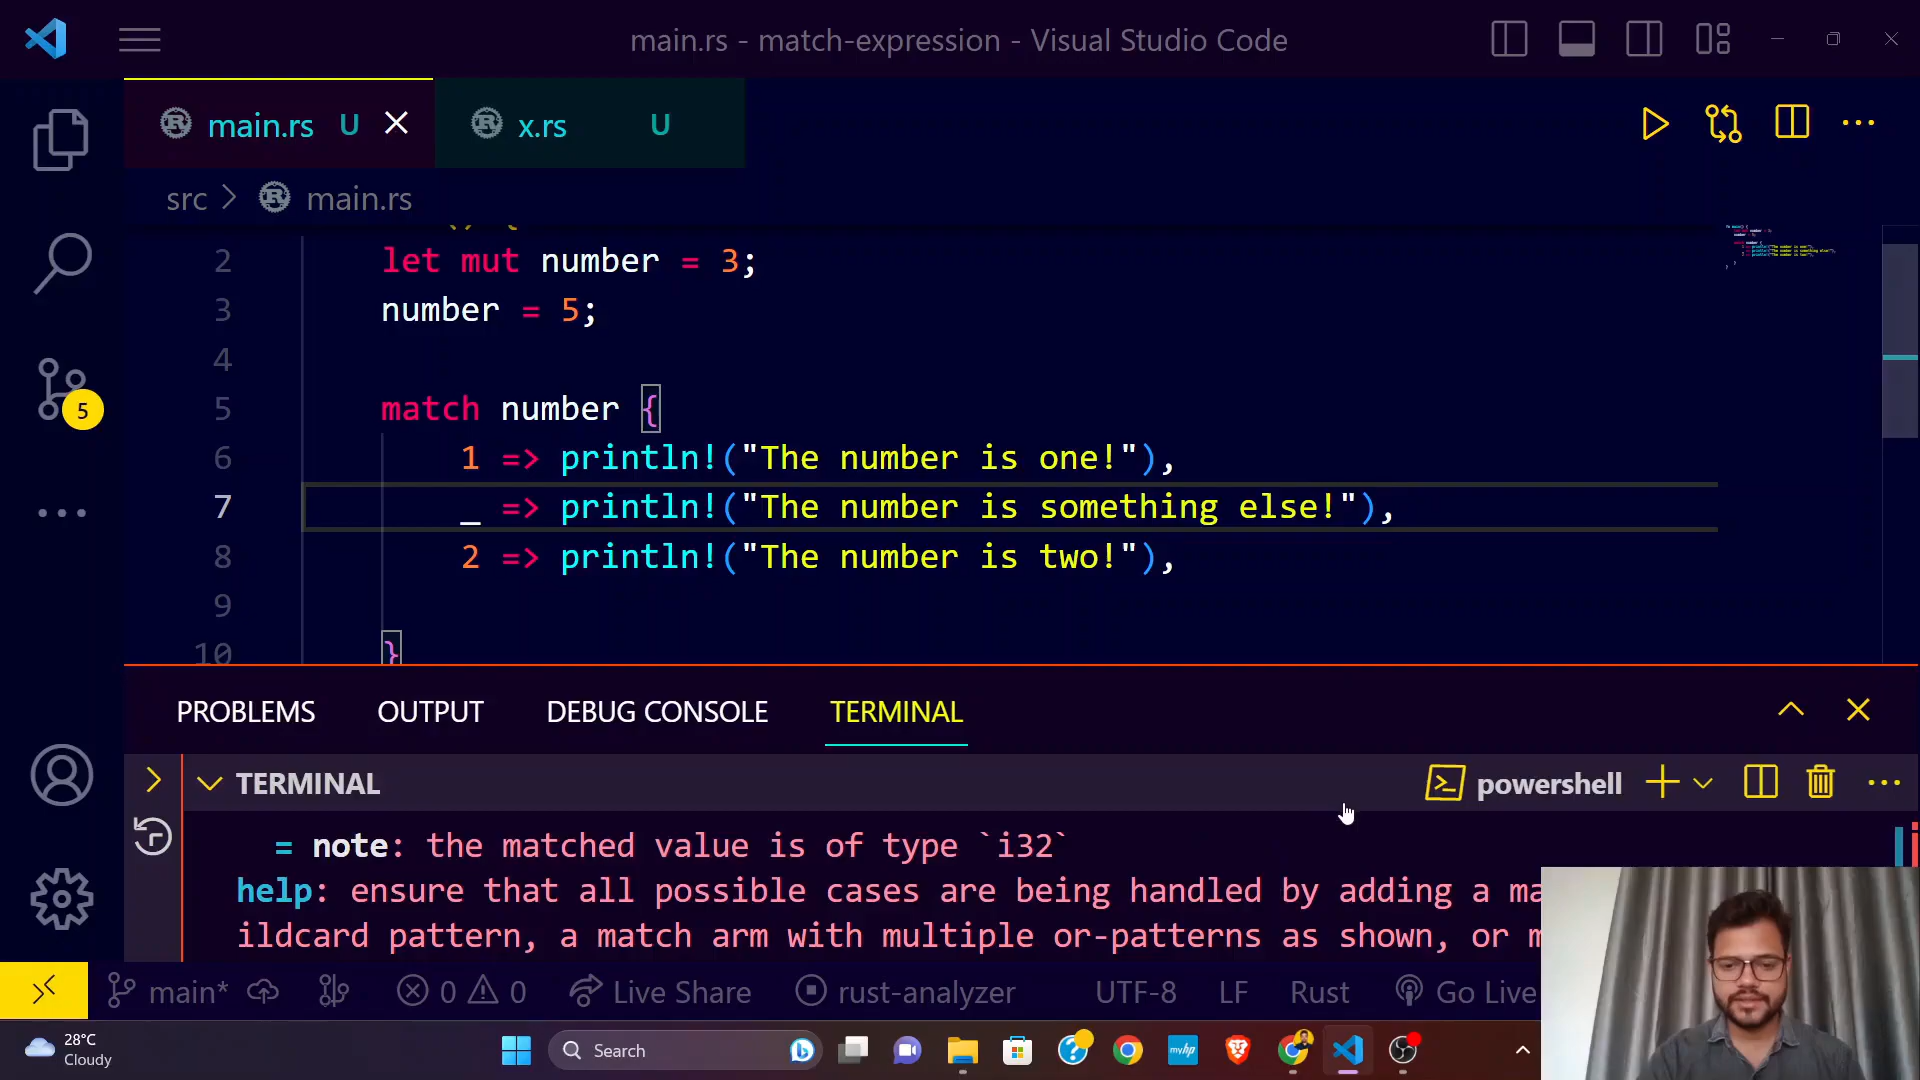 main.rs - match-expression - Visual Studio Code
main.rs U
x.rs U
src > main.rs
2 let mut number = 3;
3 number = 5;
4
5 match number {
6 1 => println!("The number is one!"),
7 _ => println!("The number is something else!"),
8 2 => println!("The number is two!"),
9
10 }
5
PROBLEMS OUTPUT DEBUG CONSOLE TERMINAL
TERMINAL
powershell
= note: the matched value is of type `i32`
help: ensure that all possible cases are being handled by adding a ma
ildcard pattern, a match arm with multiple or-patterns as shown, or m
main* 0 0 Live Share rust-analyzer UTF-8 LF Rust Go Live
28°C
Cloudy
Search
myhp